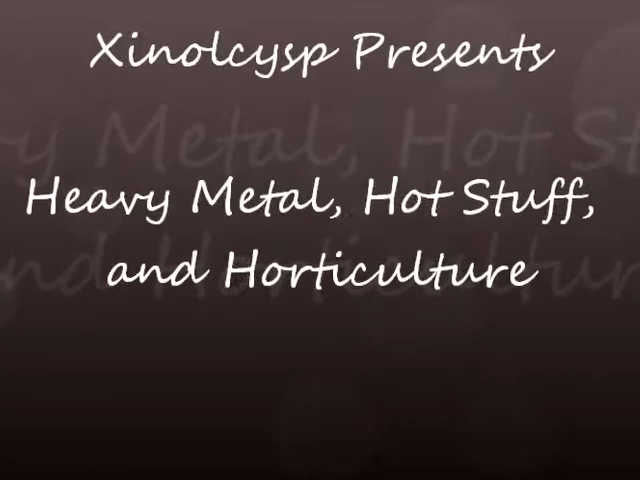 Xinolcysp Presents
Heavy Metal, Hot Stuff,
and Horticulture